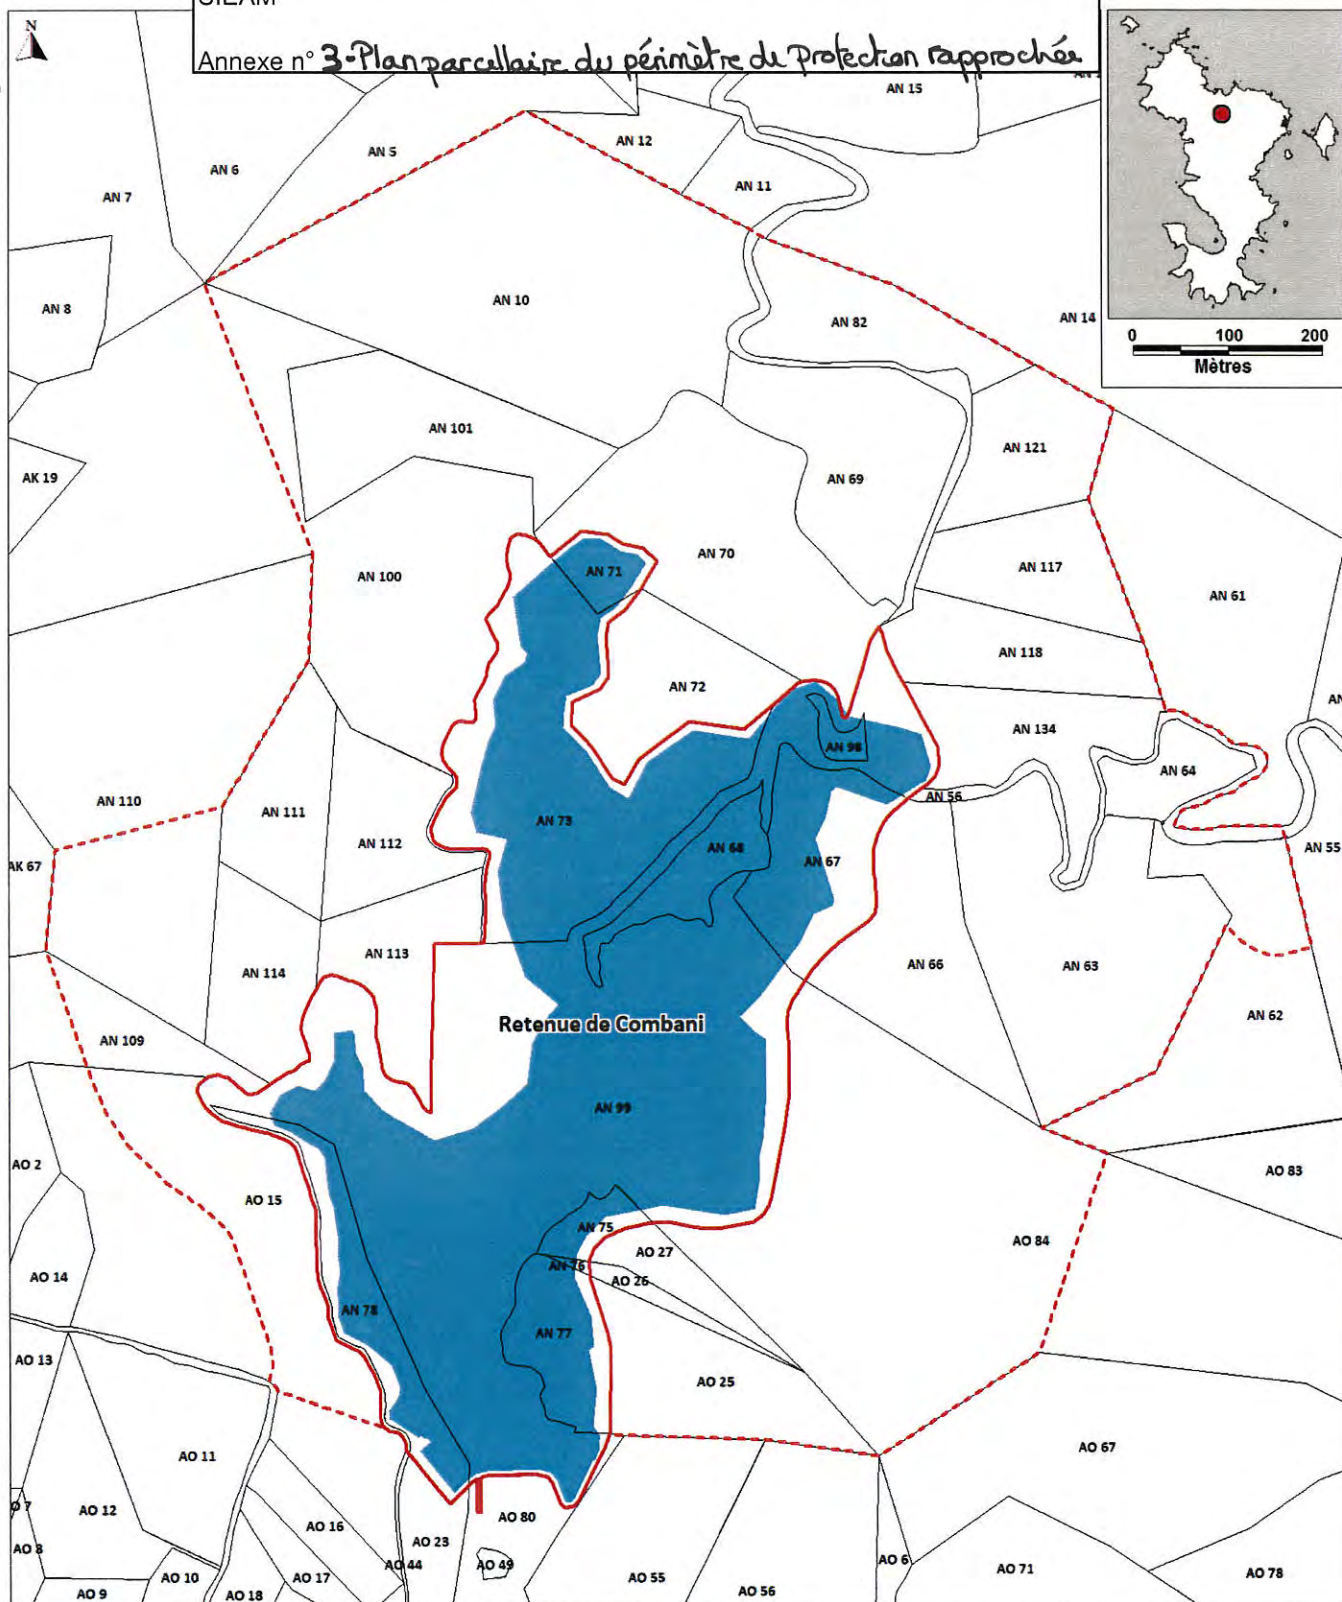 SIEAM
Annexe n° 3-Plan parcellaire du périmètre de Protection rapprochée
N
AN 15
AN 12
AN 5
AN 6
AN 11
AN 7
AN 10
AN 8
AN 82
AN 14
0 100 200
Mètres
AN 101
AN 121
AK 19
AN 69
AN 70
AN 117
AN 71
AN 100
AN 61
AN 118
AN 72
AN 134
AN 98
AN 64
AN 56
AN 110
AN 111
AN 73
AN 112
AN 68
AN 55
AN 67
AK 67
AN 113
AN 66
AN 63
AN 114
AN 62
Retenue de Combani
AN 109
AN 99
AO 2
AO 83
AO 15
AN 75
AO 84
AO 27
AN 76
AO 14
AO 26
AN 78
AN 77
AO 13
AO 25
AO 67
AO 11
AO 12
AO 80
AO 16
AO 23
AO 8
AO 44
AO 49
AO 6
AO 71
AO 78
AO 10
AO 17
AO 55
AO 56
AO 9
AO 18